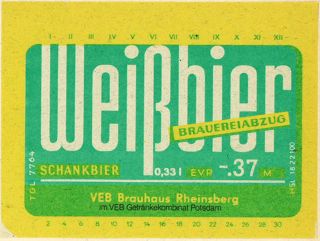 I II III IV V VI VII VIII IX X XI XII
Weißbier
BRAUEREIABZUG
SCHANKBIER 0,33 l EVP -.37 M
TGL 7764
HSL 1822100
VEB Brauhaus Rheinsberg
im VEB Getränkekombinat Potsdam
2 4 6 8 10 12 14 16 18 20 22 24 26 28 30